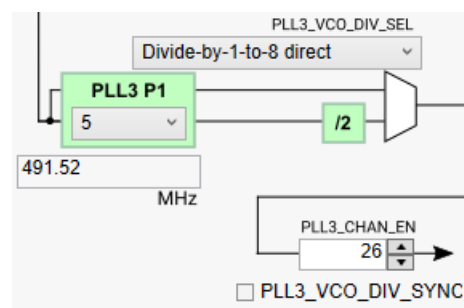 PLL3_VCO_DIV_SEL
Divide-by-1-to-8 direct
PLL3 P1
5
/2
491.52
MHz
PLL3_CHAN_EN
26
PLL3_VCO_DIV_SYNC